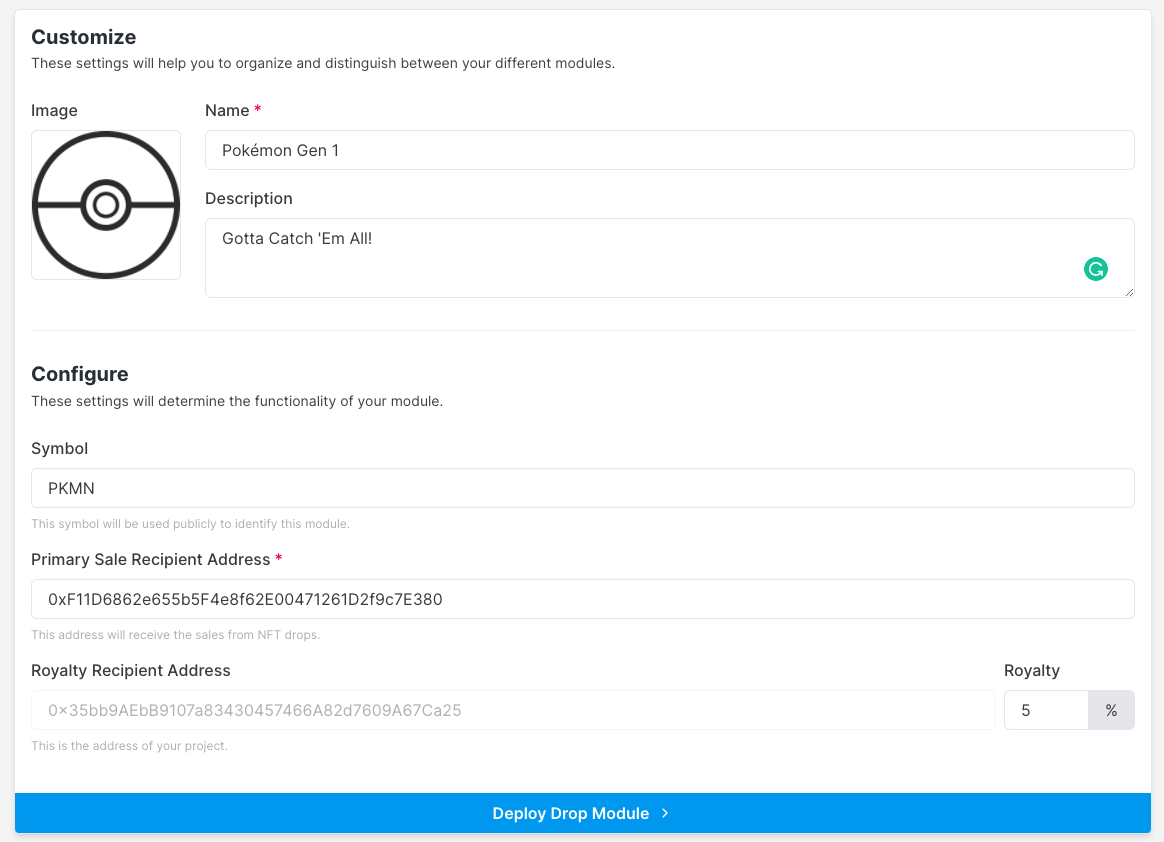 Customize
These settings will help you to organize and distinguish between your different modules.
Image
Name *
Pokémon Gen 1
Description
Gotta Catch 'Em All!
Configure
These settings will determine the functionality of your module.
Symbol
PKMN
This symbol will be used publicly to identify this module.
Primary Sale Recipient Address *
0xF11D6862e655b5F4e8f62E00471261D2f9c7E380
This address will receive the sales from NFT drops.
Royalty Recipient Address
Royalty
0x35bb9AEbB9107a83430457466A82d7609A67Ca25
5 %
This is the address of your project.
Deploy Drop Module >